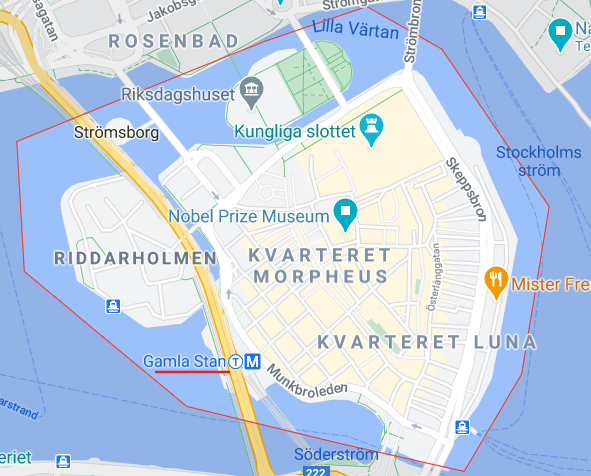 Jakobsg
Strömgatan
agatan
Lilla Värtan
Strömbron
ROSENBAD
Riksdagshuset
Strömsborg
Kungliga slottet
Stockholms
ström
Skeppsbron
Nobel Prize Museum
RIDDARHOLMEN
KVARTERET
MORPHEUS
Österlånggatan
Mister Fre
KVARTERET LUNA
Gamla Stan T M
Munkbroleden
arstrand
eriet
Söderström
222